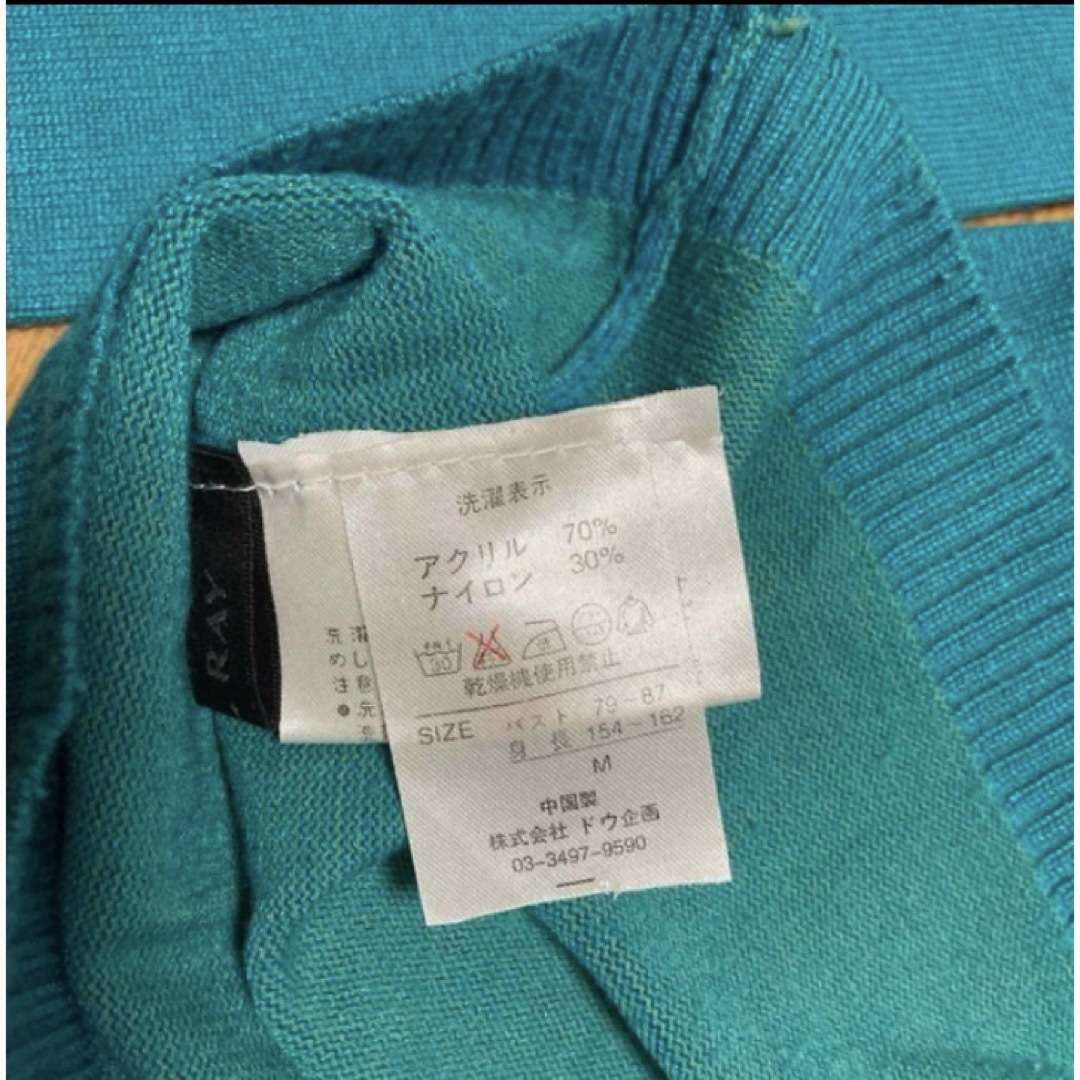 洗濯表示
アクリル 70%
ナイロン 30%
乾燥機使用禁止
SIZE バスト 79-87
身長 154-162
M
中国製
株式会社 ドウ企画
03-3497-9590
RAY
めし